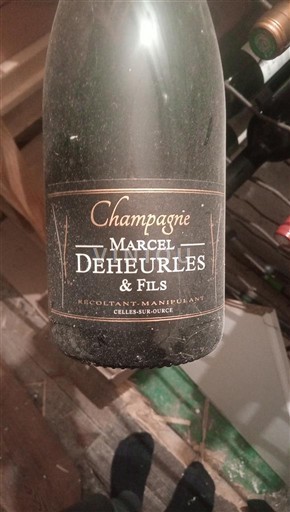 Champagne
MARCEL
DEHEURLES
& FILS
RÉCOLTANT-MANIPULANT
CELLES-SUR-OURCE